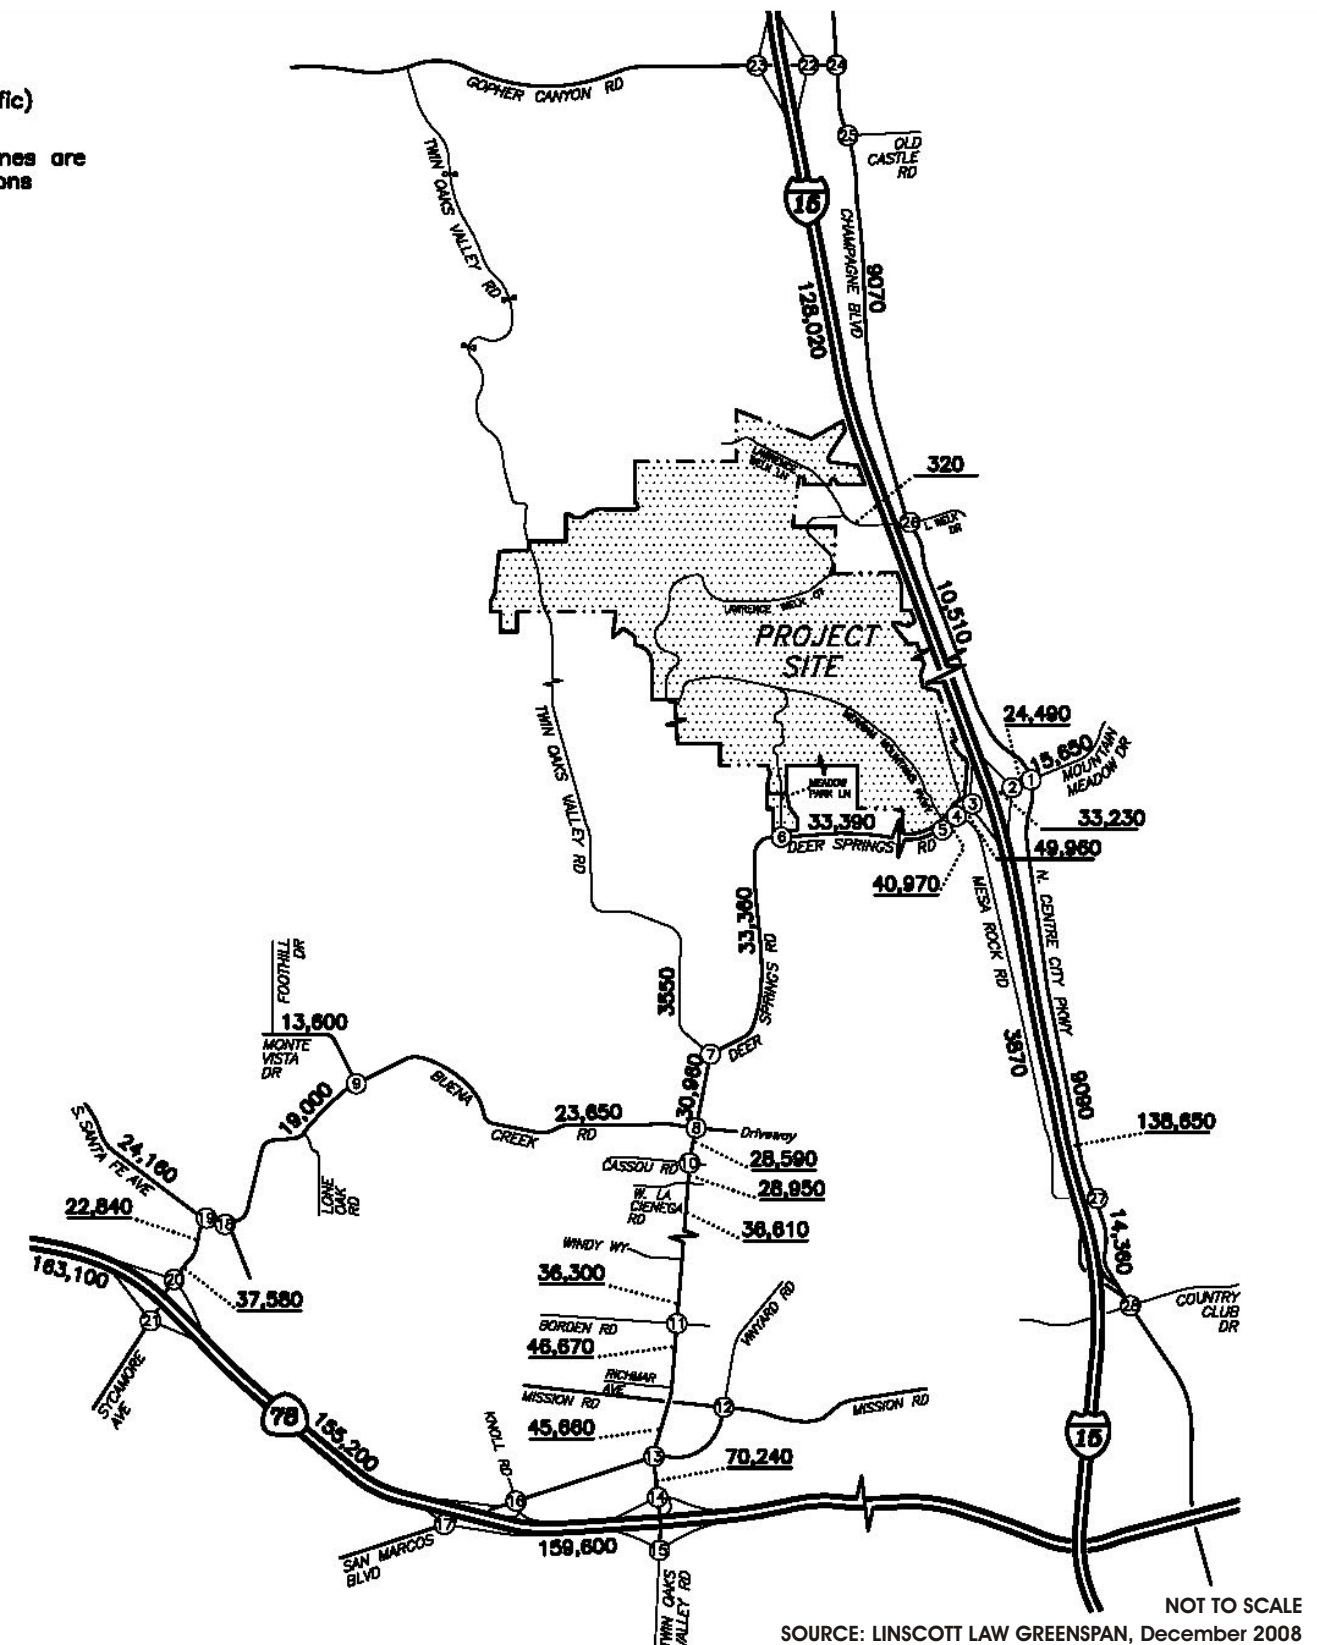 fic)
nes are
ons
GOPHER CANYON RD
23
22
24
25
OLD
CASTLE
RD
TWIN OAKS VALLEY RD
15
CHAMPAGNE BLVD
9070
128,020
LAWRENCE
WELK LN
320
26
L WELK
DR
10,510
LAWRENCE WELK CT
PROJECT
SITE
24,490
15,650
MOUNTAIN
MEADOW DR
1
2
3
4
5
6
MERRIAM MOUNTAINS PKWY
MEADOW
PARK LN
33,390
33,230
DEER SPRINGS RD
49,960
40,970
TWIN OAKS VALLEY RD
33,360
DEER SPRINGS RD
MESA ROCK RD
N. CENTRE CITY PKWY
3550
3870
9090
FOOTHILL
DR
13,600
MONTE
VISTA
DR
9
7
30,960
BUENA CREEK RD
23,650
8
Driveway
19,000
138,650
S. SANTA FE AVE
24,160
LONE
OAK
RD
CASSOU RD
10
28,590
28,950
W. LA
CIENEGA
RD
36,610
27
14,360
22,840
19
18
WINDY WY
163,100
20
37,580
36,300
21
BORDEN RD
11
VINYARD RD
28
COUNTRY
CLUB
DR
46,670
SYCAMORE
AVE
RICHMAR
AVE
MISSION RD
12
MISSION RD
78
155,200
KNOLL RD
45,660
13
70,240
15
16
14
17
SAN MARCOS
BLVD
159,600
15
TWIN OAKS
VALLEY RD
NOT TO SCALE
SOURCE: LINSCOTT LAW GREENSPAN, December 2008